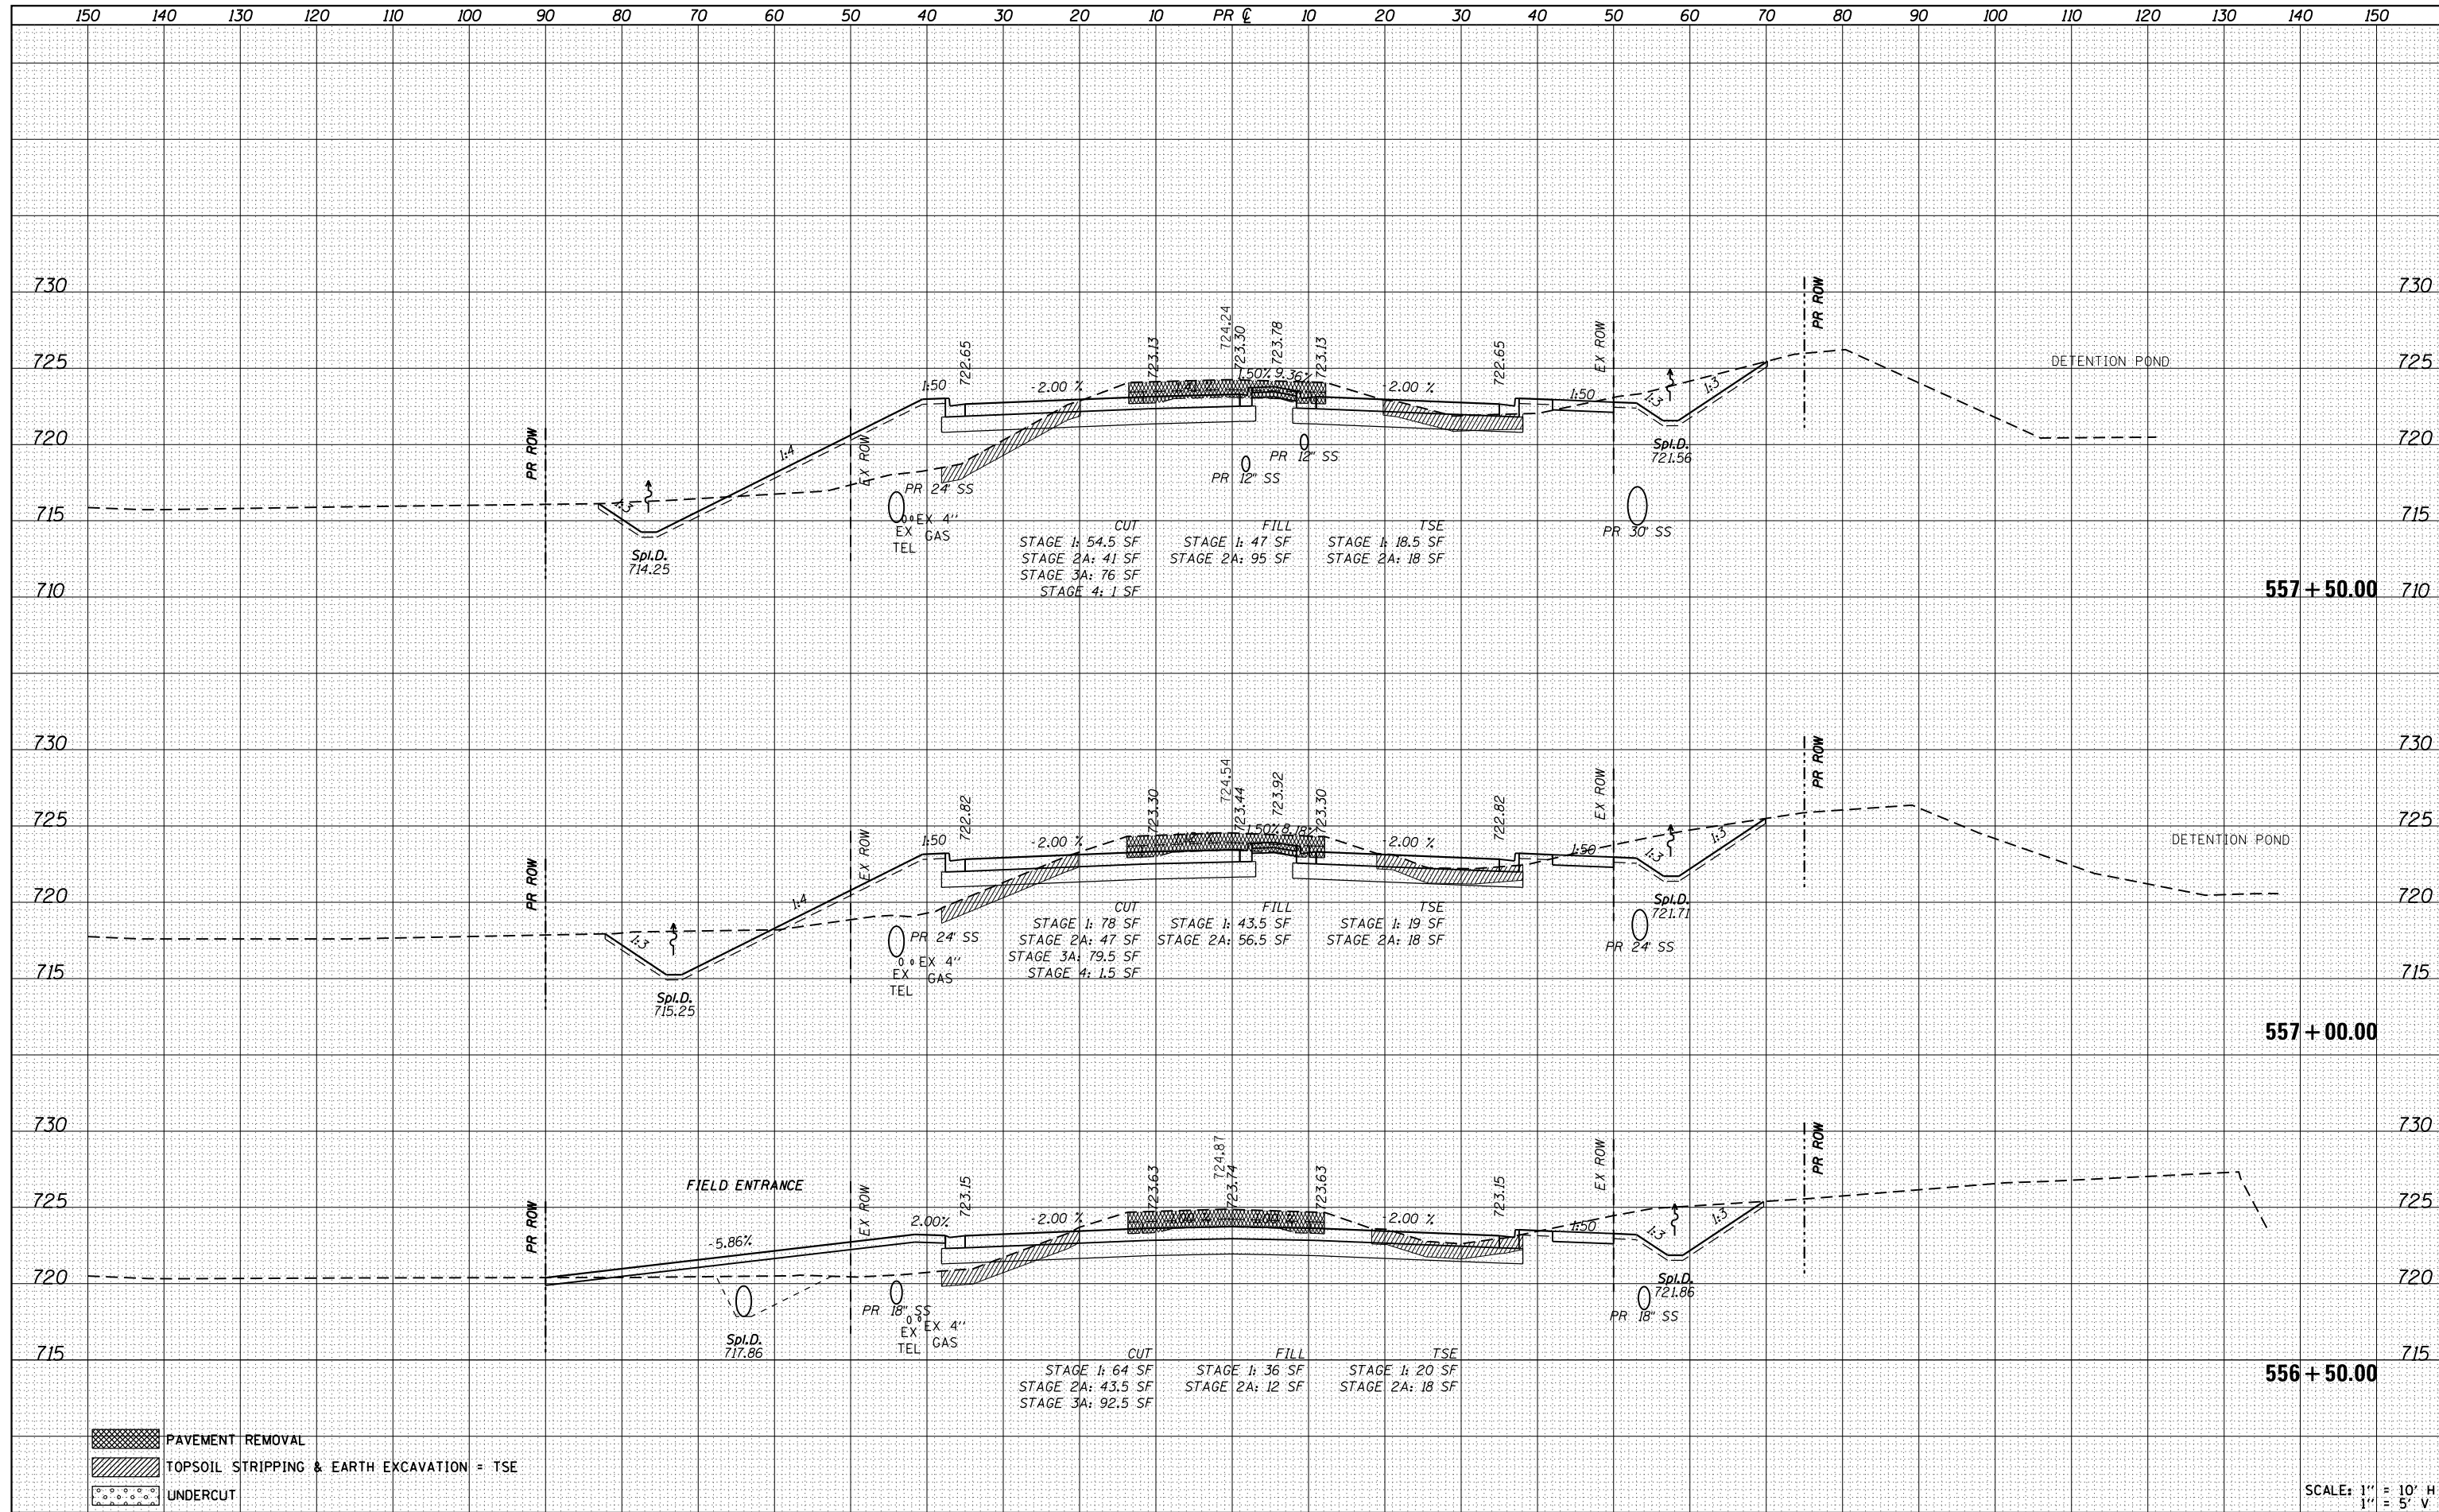 150 140 130 120 110 100 90 80 70 60 50 40 30 20 10 PR ℄ 10 20 30 40 50 60 70 80 90 100 110 120 130 140 150
730 730
725 725
720 720
715 715
710 710
PR ROW
1:3
Spl.D.
714.25
1:4
EX ROW
1:50
722.65
-2.00 %
723.13
724.24
723.30
723.78
1.50% 9.36%
723.13
-2.00 %
722.65
1:50
EX ROW
1:3
Spl.D.
721.56
1:3
PR ROW
DETENTION POND
PR 24" SS
EX 4"
GAS
EX
TEL
PR 12" SS
PR 12" SS
PR 30" SS
CUT FILL TSE
STAGE 1: 54.5 SF STAGE 1: 47 SF STAGE 1: 18.5 SF
STAGE 2A: 41 SF STAGE 2A: 95 SF STAGE 2A: 18 SF
STAGE 3A: 76 SF
STAGE 4: 1 SF
557+50.00
730 730
725 725
720 720
715 715
PR ROW
1:3
Spl.D.
715.25
1:4
EX ROW
1:50
722.82
-2.00 %
723.30
724.54
723.44
723.92
1.50% 8.18%
723.30
-2.00 %
722.82
1:50
EX ROW
1:3
Spl.D.
721.71
1:3
PR ROW
DETENTION POND
PR 24" SS
EX 4"
GAS
EX
TEL
PR 24" SS
CUT FILL TSE
STAGE 1: 78 SF STAGE 1: 43.5 SF STAGE 1: 19 SF
STAGE 2A: 47 SF STAGE 2A: 56.5 SF STAGE 2A: 18 SF
STAGE 3A: 79.5 SF
STAGE 4: 1.5 SF
557+00.00
730 730
725 725
720 720
715 715
PR ROW
FIELD ENTRANCE
-5.86%
Spl.D.
717.86
EX ROW
2.00%
723.15
-2.00 %
723.63
724.87
723.74
723.63
-2.00 %
723.15
1:50
EX ROW
1:3
Spl.D.
721.86
1:3
PR ROW
PR 18" SS
EX 4"
GAS
EX
TEL
PR 18" SS
CUT FILL TSE
STAGE 1: 64 SF STAGE 1: 36 SF STAGE 1: 20 SF
STAGE 2A: 43.5 SF STAGE 2A: 12 SF STAGE 2A: 18 SF
STAGE 3A: 92.5 SF
556+50.00
PAVEMENT REMOVAL
TOPSOIL STRIPPING & EARTH EXCAVATION = TSE
UNDERCUT
SCALE: 1" = 10' H
1" = 5' V